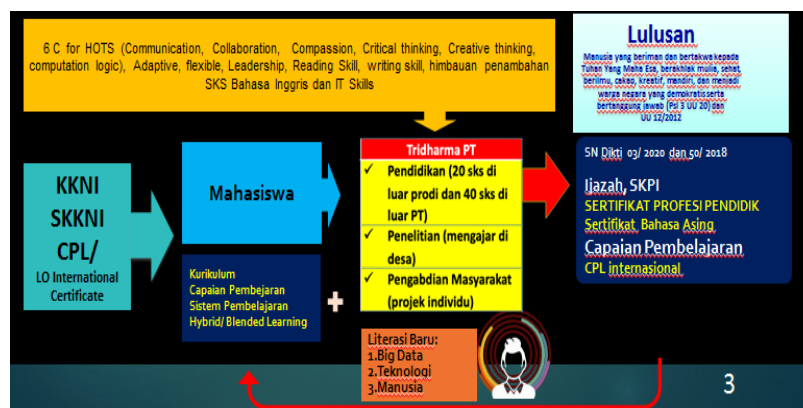 6 C for HOTS (Communication, Collaboration, Compassion, Critical thinking, Creative thinking,
computation logic), Adaptive, flexible, Leadership, Reading Skill, writing skill, himbauan penambahan
SKS Bahasa Inggris dan IT Skills
Lulusan
Manusia yang beriman dan bertakwa kepada
Tuhan Yang Maha Esa, berakhlak mulia, sehat,
berilmu, cakap, kreatif, mandiri, dan menjadi
warga negara yang demokratis serta
bertanggung jawab (Psl 3 UU 20) dan
UU 12/2012
KKNI
SKKNI
CPL/
LO International
Certificate
Mahasiswa
Kurikulum
Capaian Pembejaran
Sistem Pembelajaran
Hybrid/ Blended Learning
+
Tridharma PT
✓ Pendidikan (20 sks di
luar prodi dan 40 sks di
luar PT)
✓ Penelitian (mengajar di
desa)
✓ Pengabdian Masyarakat
(projek individu)
Literasi Baru:
1.Big Data
2.Teknologi
3.Manusia
SN Dikti 03/ 2020 dan 50/ 2018
Ijazah, SKPI
SERTIFIKAT PROFESI PENDIDIK
Sertifikat Bahasa Asing
Capaian Pembelajaran
CPL internasional
3